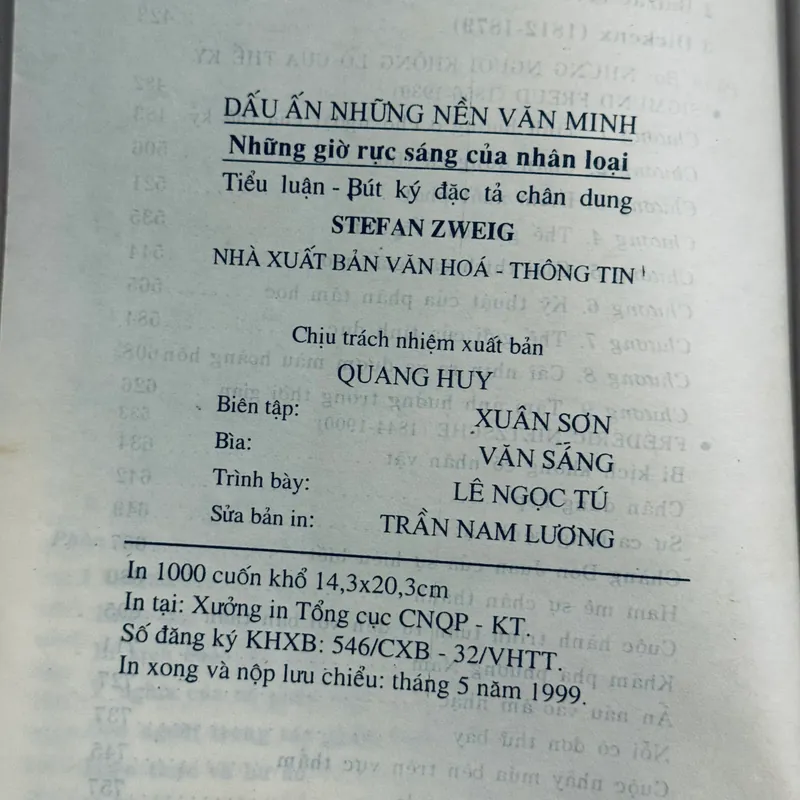 DẤU ẤN NHỮNG NỀN VĂN MINH
Những giờ rực sáng của nhân loại
Tiểu luận - Bút ký đặc tả chân dung
STEFAN ZWEIG
NHÀ XUẤT BẢN VĂN HOÁ - THÔNG TIN
Chịu trách nhiệm xuất bản
QUANG HUY
Biên tập: XUÂN SƠN
Bìa: VĂN SÁNG
Trình bày: LÊ NGỌC TÚ
Sửa bản in: TRẦN NAM LƯƠNG
In 1000 cuốn khổ 14,3x20,3cm
In tại: Xưởng in Tổng cục CNQP - KT.
Số đăng ký KHXB: 546/CXB - 32/VHTT.
In xong và nộp lưu chiểu: tháng 5 năm 1999.